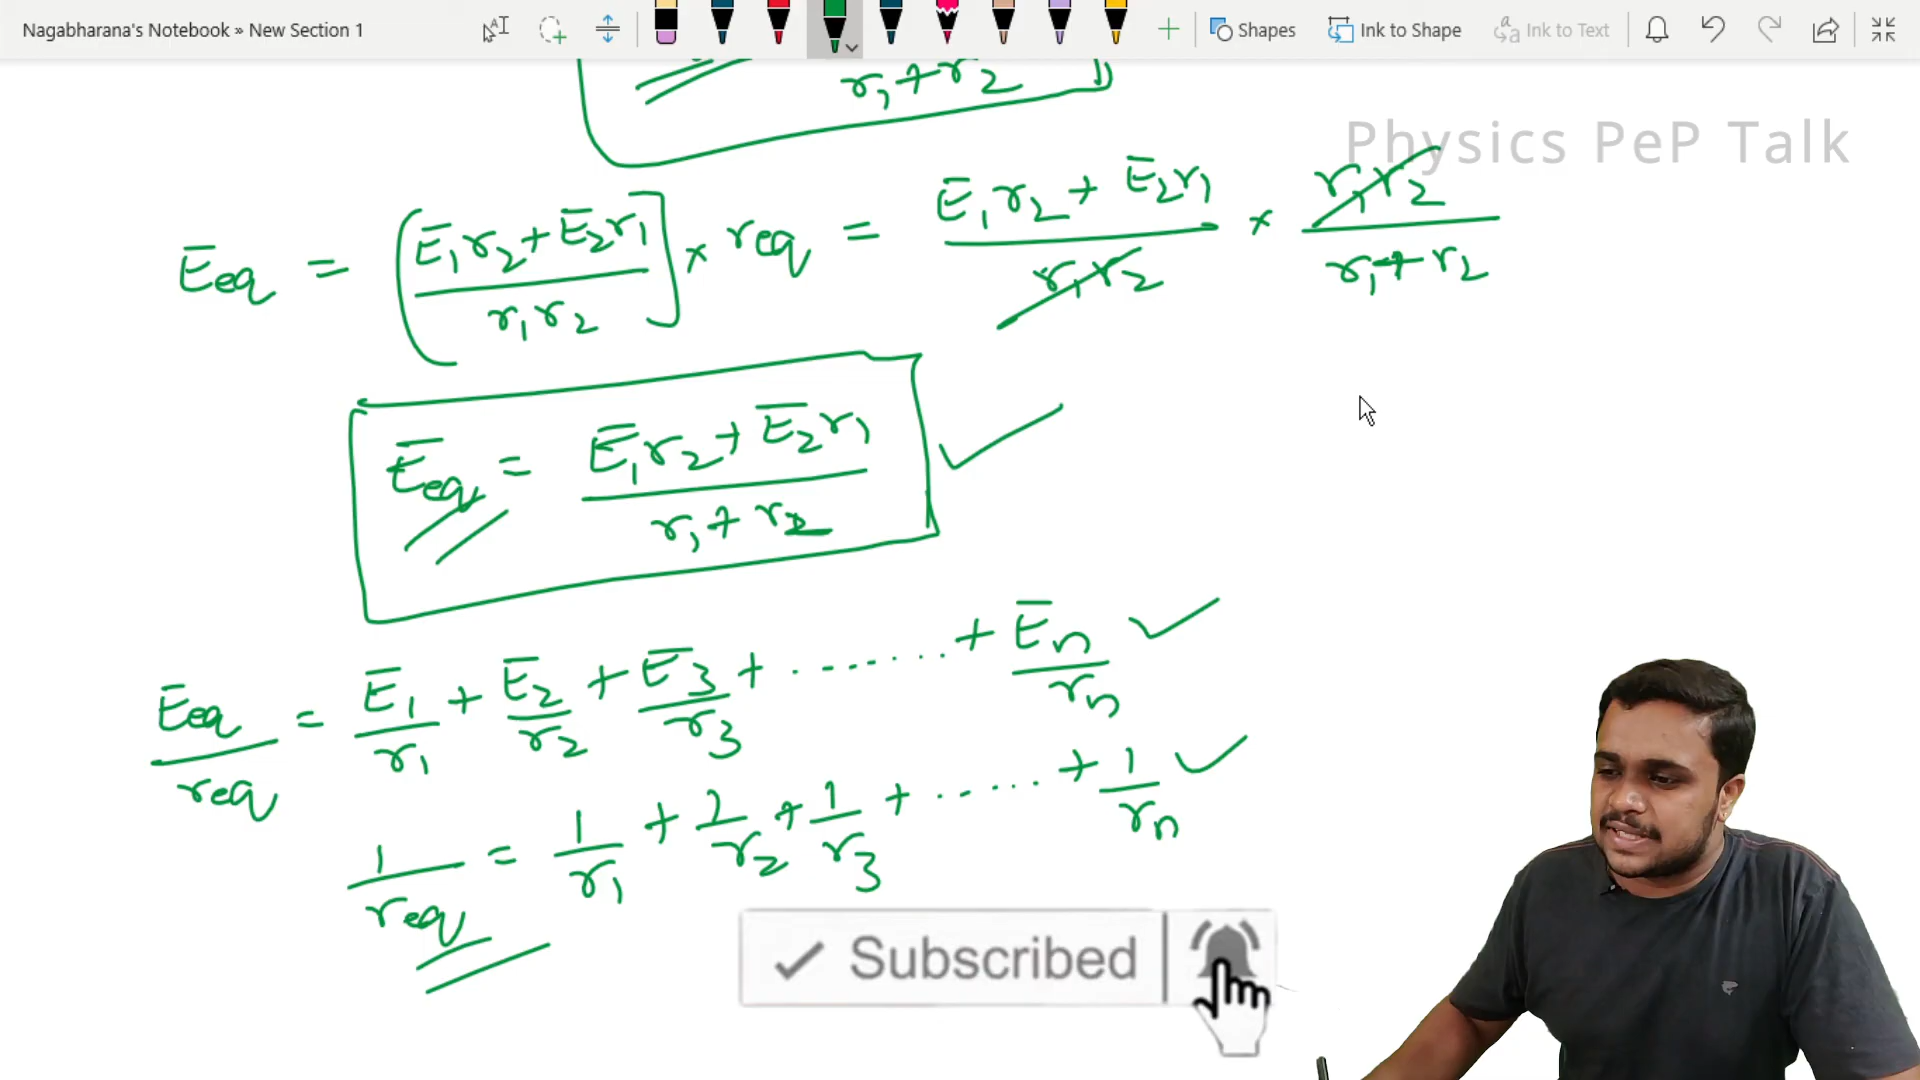 Nagabharana's Notebook » New Section 1
Shapes
Ink to Shape
Ink to Text
r₁ + r₂
Physics PeP Talk
Eeq = [(E₁r₂ + E₂r₁) / (r₁r₂)] × req = (E₁r₂ + E₂r₁) / (r₁r₂) × (r₁r₂) / (r₁ + r₂)
Eeq = (E₁r₂ + E₂r₁) / (r₁ + r₂) ✓
Eeq / req = E₁/r₁ + E₂/r₂ + E₃/r₃ + ........ + En/rn ✓
1/req = 1/r₁ + 1/r₂ + 1/r₃ + ...... + 1/rn ✓
Subscribed